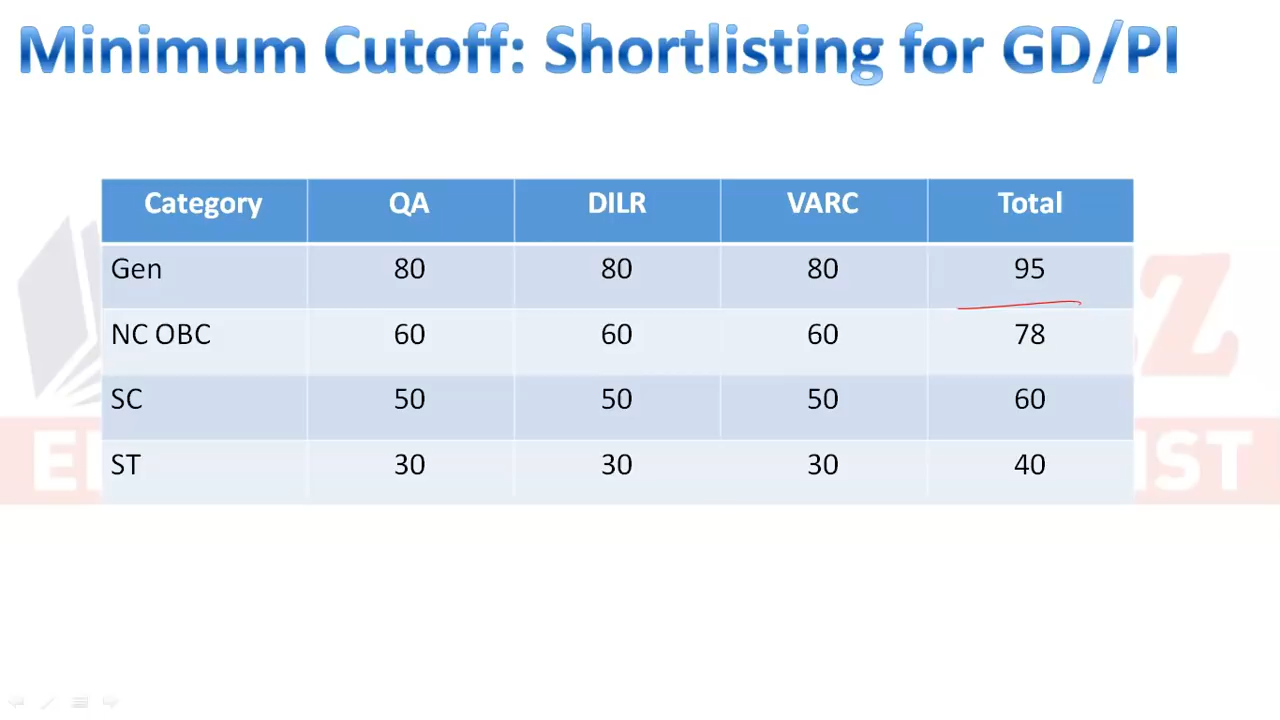 Minimum Cutoff: Shortlisting for GD/PI
Category QA DILR VARC Total
Gen 80 80 80 95
NC OBC 60 60 60 78
SC 50 50 50 60
ST 30 30 30 40